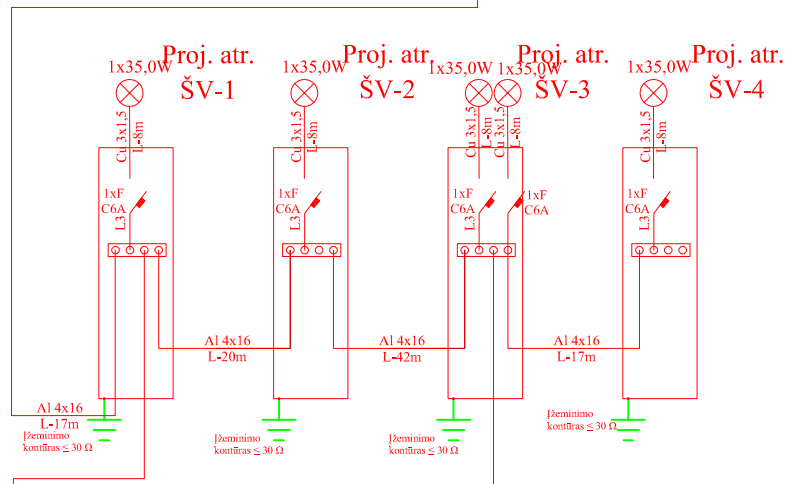 Proj. atr.
ŠV-1
1x35,0W
Cu 3x1,5
L-8m
1xF
C6A
L3
Proj. atr.
ŠV-2
1x35,0W
Cu 3x1,5
L-8m
1xF
C6A
L3
Proj. atr.
ŠV-3
1x35,0W
1x35,0W
Cu 3x1,5
L-8m
Cu 3x1,5
L-8m
1xF
C6A
L3
1xF
C6A
Proj. atr.
ŠV-4
1x35,0W
Cu 3x1,5
L-8m
1xF
C6A
L3
Al 4x16
L-20m
Al 4x16
L-42m
Al 4x16
L-17m
Al 4x16
L-17m
Įžeminimo
kontūras ≤ 30 Ω
Įžeminimo
kontūras ≤ 30 Ω
Įžeminimo
kontūras ≤ 30 Ω
Įžeminimo
kontūras ≤ 30 Ω